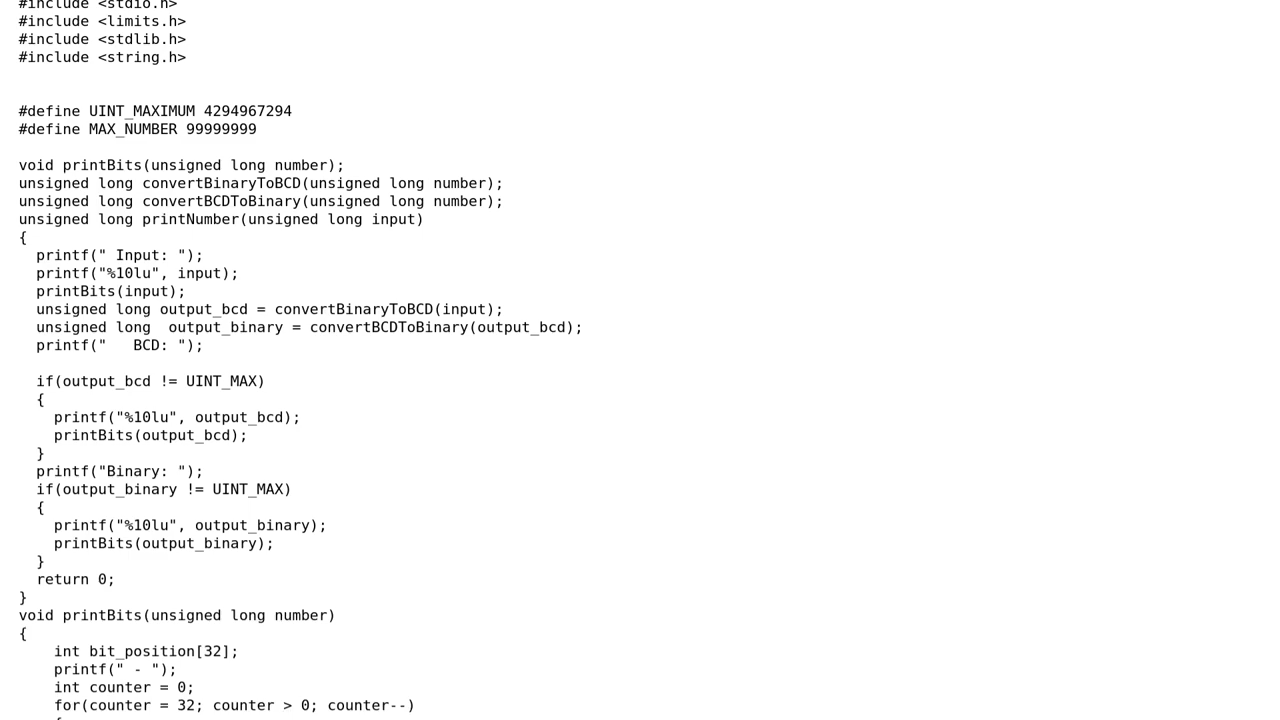 #include <stdio.h>
#include <limits.h>
#include <stdlib.h>
#include <string.h>
#define UINT_MAXIMUM 4294967294
#define MAX_NUMBER 99999999
void printBits(unsigned long number);
unsigned long convertBinaryToBCD(unsigned long number);
unsigned long convertBCDToBinary(unsigned long number);
unsigned long printNumber(unsigned long input)
{
  printf(" Input: ");
  printf("%10lu", input);
  printBits(input);
  unsigned long output_bcd = convertBinaryToBCD(input);
  unsigned long  output_binary = convertBCDToBinary(output_bcd);
  printf("   BCD: ");
  if(output_bcd != UINT_MAX)
  {
    printf("%10lu", output_bcd);
    printBits(output_bcd);
  }
  printf("Binary: ");
  if(output_binary != UINT_MAX)
  {
    printf("%10lu", output_binary);
    printBits(output_binary);
  }
  return 0;
}
void printBits(unsigned long number)
{
    int bit_position[32];
    printf(" - ");
    int counter = 0;
    for(counter = 32; counter > 0; counter--)
    {